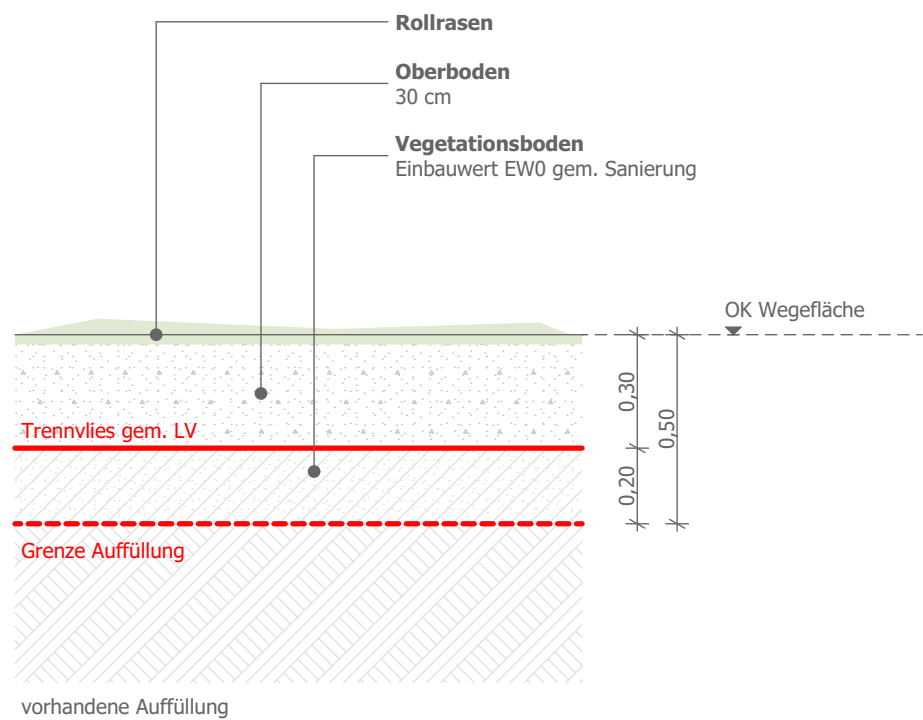 Rollrasen
Oberboden
30 cm
Vegetationsboden
Einbauwert EW0 gem. Sanierung
OK Wegefläche
0,30
0,50
Trennvlies gem. LV
0,20
Grenze Auffüllung
vorhandene Auffüllung